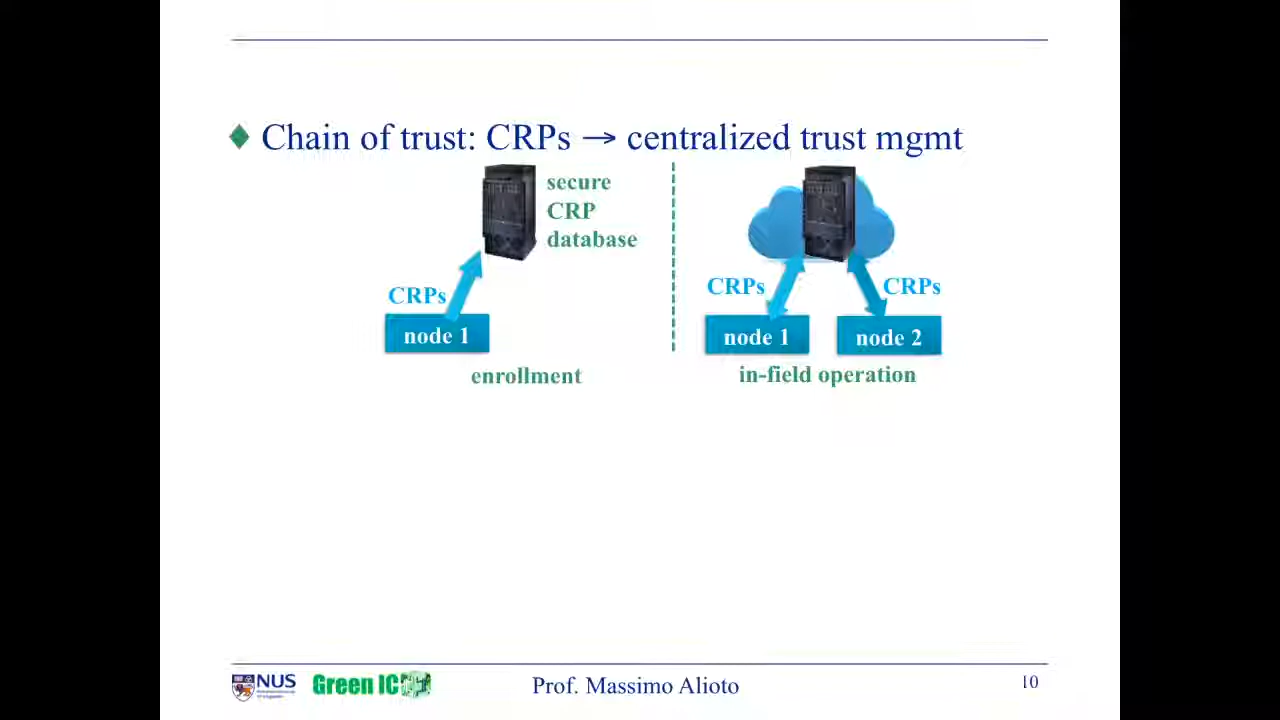 Chain of trust: CRPs → centralized trust mgmt
secure
CRP
database
CRPs
node 1
enrollment
CRPs
CRPs
node 1
node 2
in-field operation
NUS
Green IC
Prof. Massimo Alioto
10